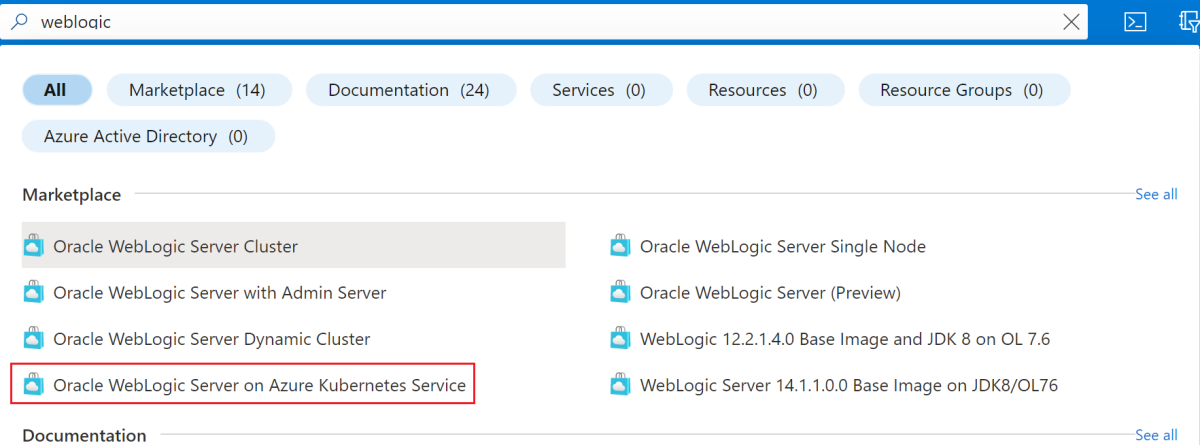 weblogic
All Marketplace (14) Documentation (24) Services (0) Resources (0) Resource Groups (0)
Azure Active Directory (0)
Marketplace See all
Oracle WebLogic Server Cluster Oracle WebLogic Server Single Node
Oracle WebLogic Server with Admin Server Oracle WebLogic Server (Preview)
Oracle WebLogic Server Dynamic Cluster WebLogic 12.2.1.4.0 Base Image and JDK 8 on OL 7.6
Oracle WebLogic Server on Azure Kubernetes Service WebLogic Server 14.1.1.0.0 Base Image on JDK8/OL76
Documentation See all